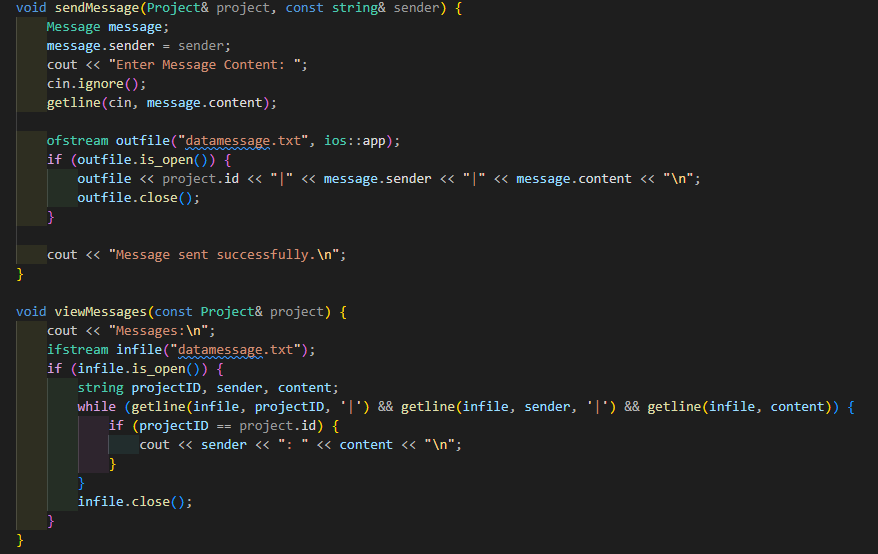 void sendMessage(Project& project, const string& sender) {
    Message message;
    message.sender = sender;
    cout << "Enter Message Content: ";
    cin.ignore();
    getline(cin, message.content);

    ofstream outfile("datamessage.txt", ios::app);
    if (outfile.is_open()) {
        outfile << project.id << "|" << message.sender << "|" << message.content << "\n";
        outfile.close();
    }

    cout << "Message sent successfully.\n";
}

void viewMessages(const Project& project) {
    cout << "Messages:\n";
    ifstream infile("datamessage.txt");
    if (infile.is_open()) {
        string projectID, sender, content;
        while (getline(infile, projectID, '|') && getline(infile, sender, '|') && getline(infile, content)) {
            if (projectID == project.id) {
                cout << sender << ": " << content << "\n";
            }
        }
        infile.close();
    }
}